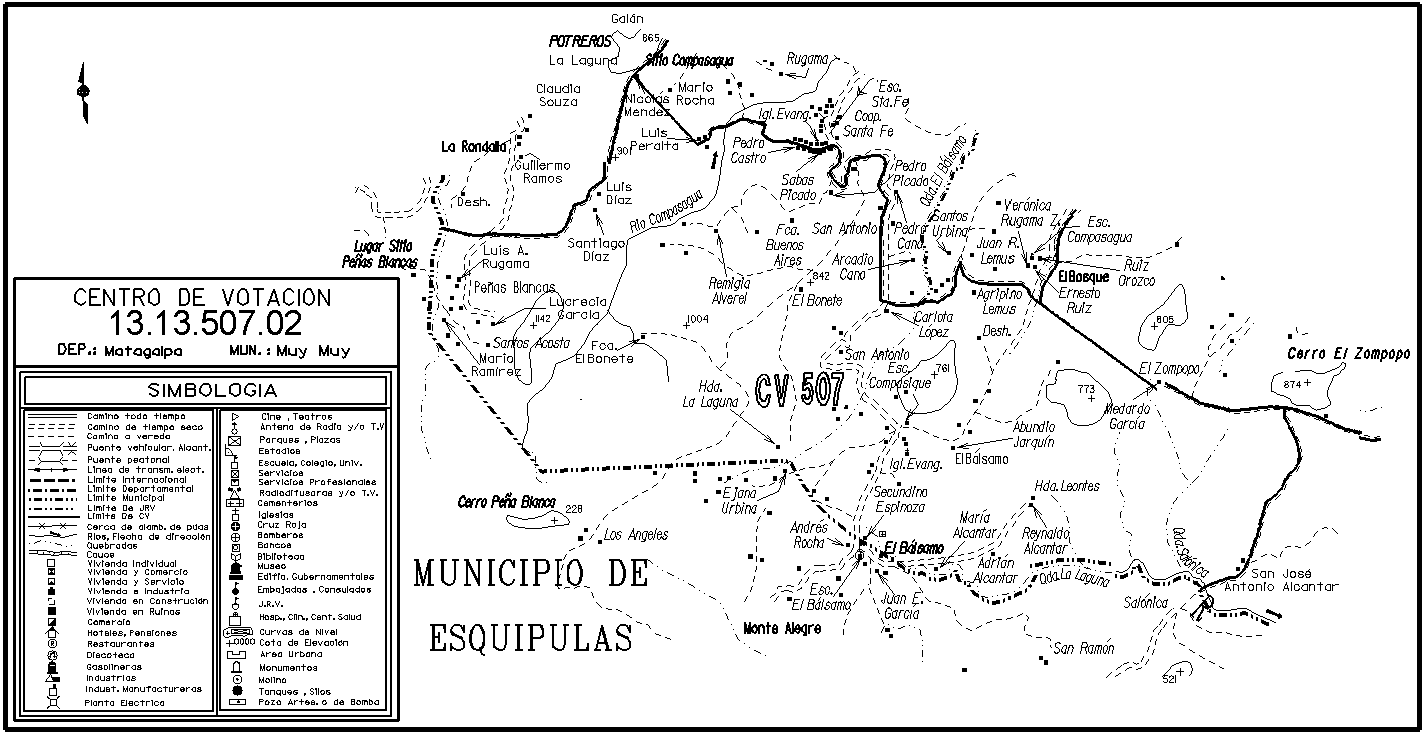 Galán
POTREROS
865
La Laguna
Sitio Compasagua
Rugama
Claudia
Souza
Nicolas
Mendez
Mario
Rocha
Esc.
Sta.Fe
Igl.Evang.
Coop.
Santa Fe
Luis
Peralta
Pedro
Castro
La Rondalla
901
Guillermo
Ramos
Sabas
Picado
Pedro
Picado
Qda.El Bálsamo
Desh.
Luís
Díaz
Río Compasagua
Santiago
Díaz
Fca.
Buenos
Aires
San Antonio
Pedro
Cano
Santos
Urbina
Verónica
Rugama Z.
Esc.
Compasagua
Juan R.
Lemus
Lugar Sitio
Peñas Blancas
Luis A.
Rugama
Arcadio
Cano
Ruiz
Orozco
El Bosque
Ernesto
Ruiz
Peñas Blancas
Remigia
Alverel
842
El Bonete
Agripino
Lemus
Lucrecia
García
1142
1004
Carlota
López
Desh.
805
Santos Acosta
Fca.
El Bonete
Mario
Ramírez
San Antonio
Esc.
Compasique
761
El Zompopo
Cerro El Zompopo
874
Hda.
La Laguna
CV 507
773
Medardo
García
Abundio
Jarquín
El Bálsamo
Igl.Evang.
Cerro Peña Blanca
228
E jana
Urbina
Secundino
Espinoza
Hda.Leontes
Los Angeles
Andrés
Rocha
María
Alcantar
Reynaldo
Alcantar
El Bálsamo
Adrián
Alcantar
Qda.La Laguna
Qda.Salónica
San José
Antonio Alcantar
Esc.
El Bálsamo
Juan E.
García
Salónica
Monte Alegre
San Ramón
521
MUNICIPIO DE
ESQUIPULAS
CENTRO DE VOTACION
13.13.507.02
DEP.: Matagalpa MUN.: Muy Muy
SIMBOLOGIA
Camino todo tiempo
Camino de tiempo seco
Camino o vereda
Puente vehicular, Alcant.
Puente peatonal
Línea de transm. elect.
Límite Internacional
Límite Departamental
Límite Municipal
Límite De JRV
Límite De CV
Cerca de alamb. de púas
Ríos, Flecha de dirección
Quebradas
Cauce
Vivienda Individual
Vivienda y Comercio
Vivienda y Servicio
Vivienda e Industria
Vivienda en Construción
Vivienda en Ruinas
Comercio
Hoteles, Pensiones
Restaurantes
Discoteca
Gasolineras
Industrias
Indust. Manufactureras
Planta Electrica
Cine , Teatros
Antena de Radio y/o T.V
Parques , Plazas
Estadios
Escuela, Colegio, Univ.
Servicios
Servicios Profesionales
Radiodifusoras y/o T.V.
Cementerios
Iglesias
Cruz Roja
Bomberos
Bancos
Biblioteca
Museo
Edifio. Gubernamentales
Embajadas , Consulados
J.R.V.
Hosp., Clín., Cent. Salud
Curvas de Nivel
0000 Cota de Elevación
Area Urbana
Monumentos
Molino
Tanques , Silos
Pozo Artes. o de Bomba